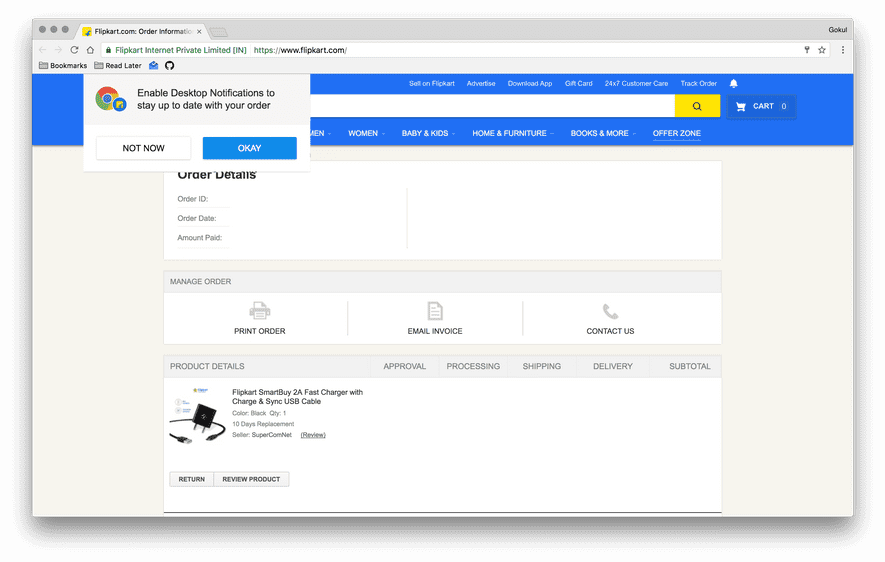 Flipkart.com: Order Informatio
Gokul
Flipkart Internet Private Limited [IN] https://www.flipkart.com/
Bookmarks Read Later
Enable Desktop Notifications to
stay up to date with your order
NOT NOW OKAY
Sell on Flipkart Advertise Download App Gift Card 24x7 Customer Care Track Order
CART 0
MEN WOMEN BABY & KIDS HOME & FURNITURE BOOKS & MORE OFFER ZONE
Order Details
Order ID:
Order Date:
Amount Paid:
MANAGE ORDER
PRINT ORDER EMAIL INVOICE CONTACT US
PRODUCT DETAILS APPROVAL PROCESSING SHIPPING DELIVERY SUBTOTAL
Flipkart SmartBuy 2A Fast Charger with
Charge & Sync USB Cable
Color: Black Qty: 1
10 Days Replacement
Seller: SuperComNet (Review)
RETURN REVIEW PRODUCT